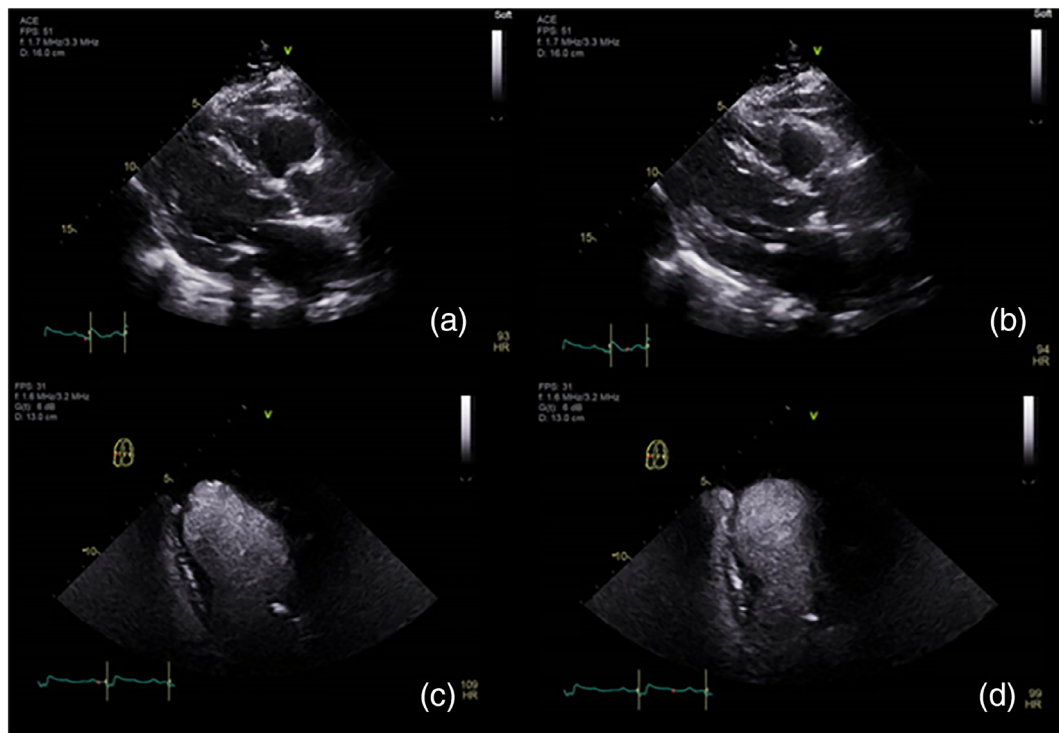 ACE
FPS: 51
f: 1.7 MHz/3.3 MHz
D: 16.0 cm
Soft
V
5
10
15
(a)
93
HR
ACE
FPS: 51
f: 1.7 MHz/3.3 MHz
D: 16.0 cm
Soft
V
5
10
15
(b)
94
HR
FPS: 31
f: 1.6 MHz/3.2 MHz
G(f): 6 dB
D: 13.0 cm
V
5
10
(c)
109
HR
FPS: 31
f: 1.6 MHz/3.2 MHz
G(f): 6 dB
D: 13.0 cm
V
5
10
(d)
99
HR